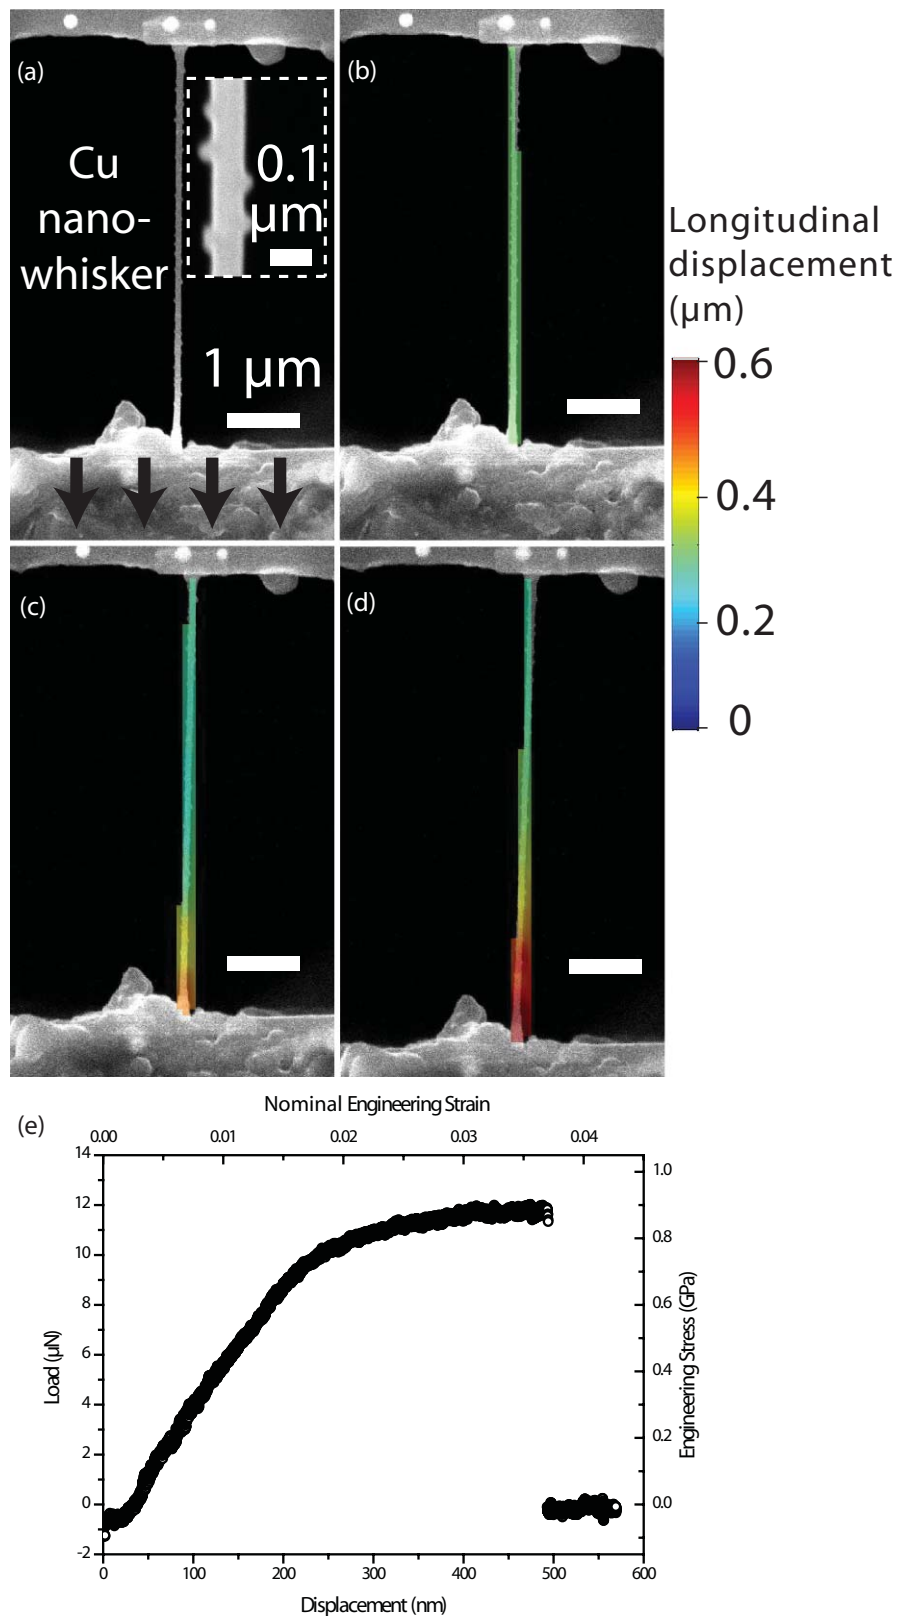 (a)
Cu
nano-
whisker
0.1
µm
1 µm
(b)
Longitudinal
displacement
(µm)
0.6
0.4
0.2
0
(c)
(d)
(e)
Nominal Engineering Strain
0.00 0.01 0.02 0.03 0.04
14
12
10
8
6
4
2
0
-2
Load (µN)
1.0
0.8
0.6
0.4
0.2
0.0
Engineering Stress (GPa)
0 100 200 300 400 500 600
Displacement (nm)